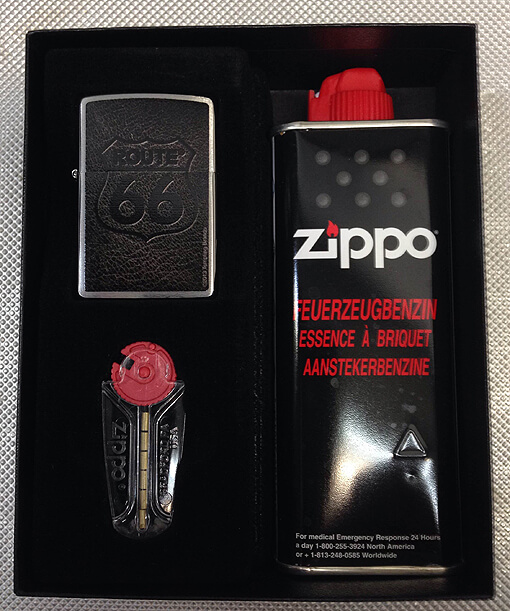 ROUTE
66
zippo
FEUERZEUGBENZIN
ESSENCE À BRIQUET
AANSTEKERBENZINE
For medical Emergency Response 24 Hours
a day 1-800-255-3924 North America
or + 1-813-248-0585 Worldwide
zippo
USA